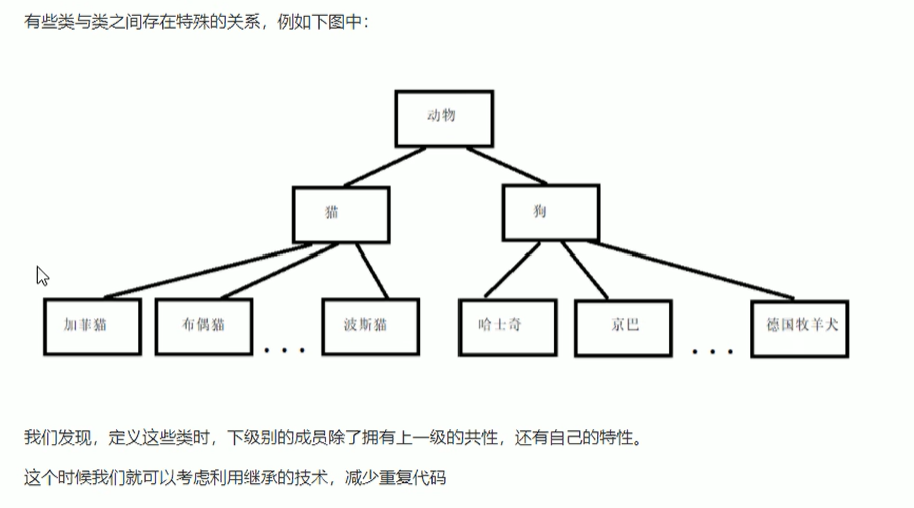 有些类与类之间存在特殊的关系，例如下图中：
动物
猫
狗
加菲猫
布偶猫
...
波斯猫
哈士奇
京巴
...
德国牧羊犬
我们发现，定义这些类时，下级别的成员除了拥有上一级的共性，还有自己的特性。
这个时候我们就可以考虑利用继承的技术，减少重复代码